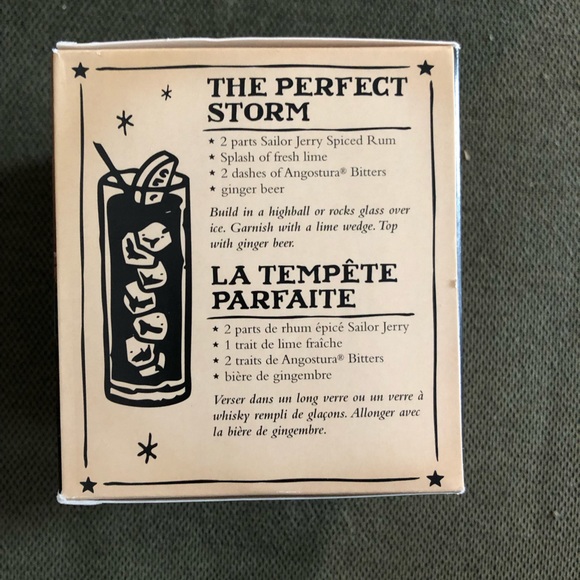 THE PERFECT
STORM
★ 2 parts Sailor Jerry Spiced Rum
★ Splash of fresh lime
★ 2 dashes of Angostura® Bitters
★ ginger beer
Build in a highball or rocks glass over
ice. Garnish with a lime wedge. Top
with ginger beer.
LA TEMPÊTE
PARFAITE
★ 2 parts de rhum épicé Sailor Jerry
★ 1 trait de lime fraîche
★ 2 traits de Angostura® Bitters
★ bière de gingembre
Verser dans un long verre ou un verre à
whisky rempli de glaçons. Allonger avec
la bière de gingembre.